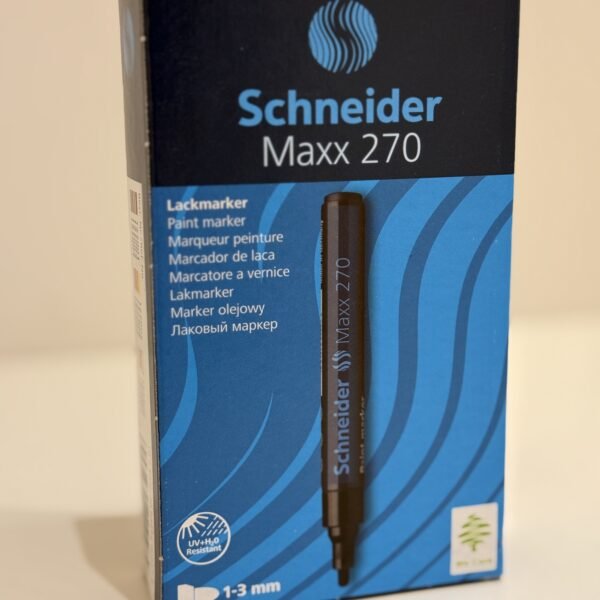 Schneider
Maxx 270
Lackmarker
Paint marker
Marqueur peinture
Marcador de laca
Marcatore a vernice
Lakmarker
Marker olejowy
Лаковый маркер
Schneider Maxx 270
Paint marker
UV+H₂O
Resistant
1-3 mm